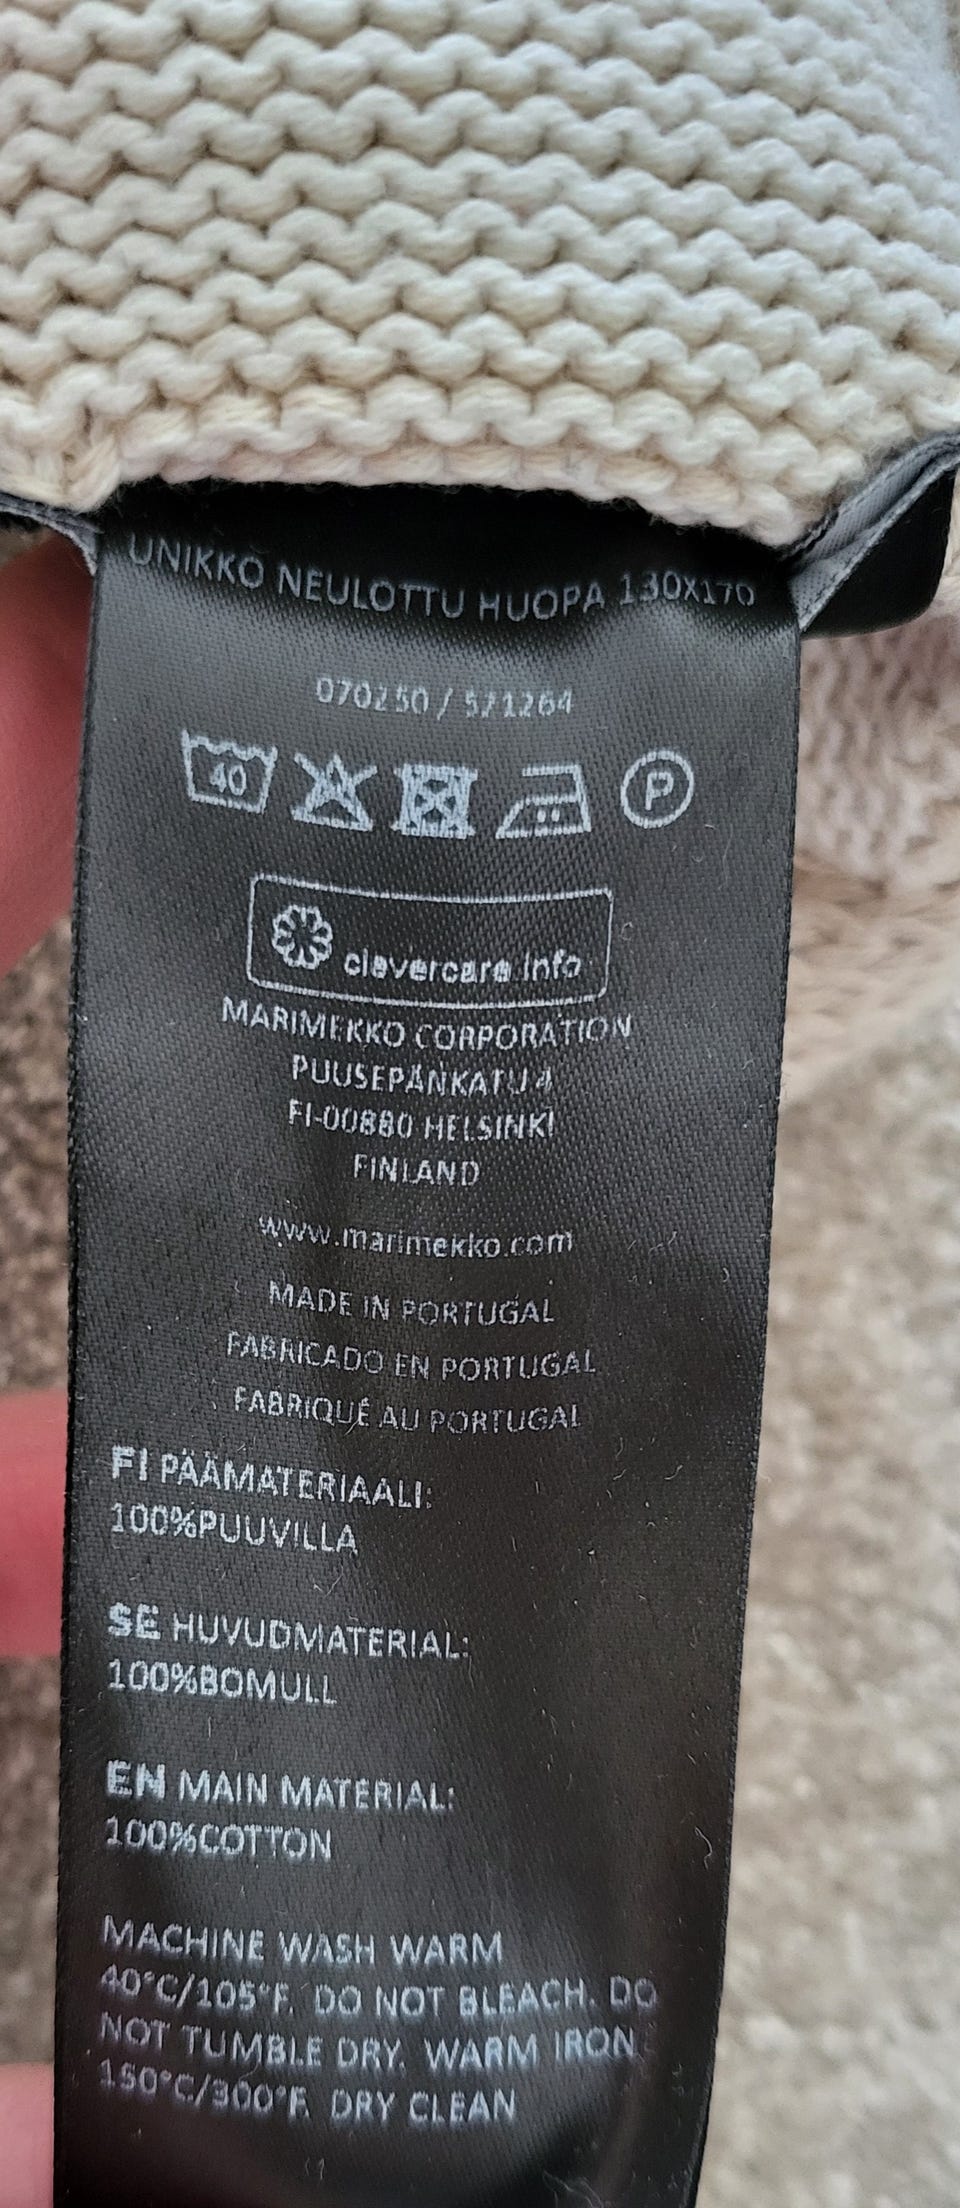 UNIKKO NEULOTTU HUOPA 130X170
070250 / 521264
40 P
clevercare.info
MARIMEKKO CORPORATION
PUUSEPÄNKATU 4
FI-00880 HELSINKI
FINLAND
www.marimekko.com
MADE IN PORTUGAL
FABRICADO EN PORTUGAL
FABRIQUÉ AU PORTUGAL
FI PÄÄMATERIAALI:
100%PUUVILLA
SE HUVUDMATERIAL:
100%BOMULL
EN MAIN MATERIAL:
100%COTTON
MACHINE WASH WARM
40°C/105°F. DO NOT BLEACH. DO
NOT TUMBLE DRY. WARM IRON
150°C/300°F. DRY CLEAN